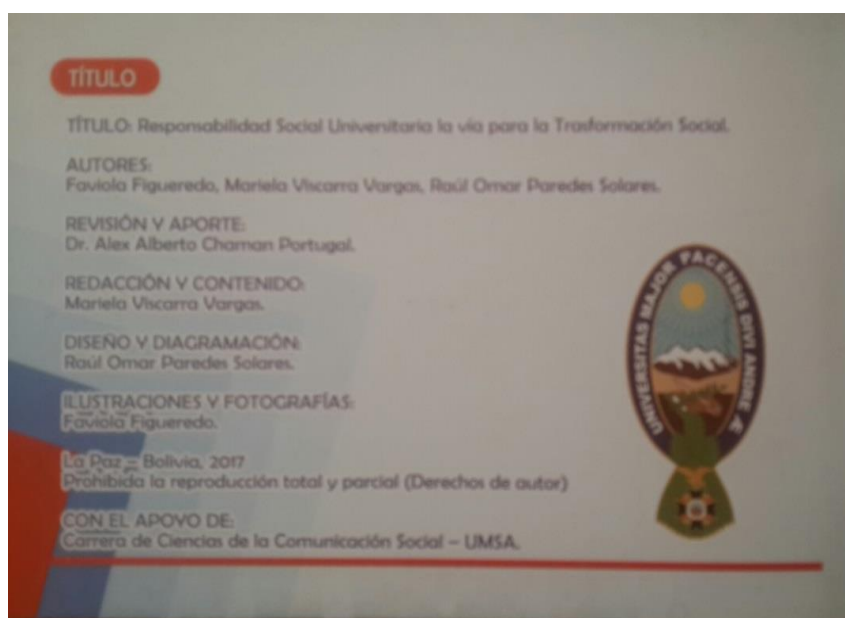 TÍTULO
TÍTULO: Responsabilidad Social Univenitaria la vía para la Trasformación Social.
AUTORES:
Faviola Figueredo, Mariela Viscarra Vargas, Raúl Omar Paredes Solares.
REVISIÓN Y APORTE:
Dr. Alex Alberto Chaman Portugal.
REDACCIÓN Y CONTENIDO:
Mariela Viscarra Vargas.
DISEÑO Y DIAGRAMACIÓN:
Raúl Omar Paredes Solares.
ILUSTRACIONES Y FOTOGRAFÍAS:
Faviola Figueredo.
La Paz – Bolivia, 2017
Prohibida la reproducción total y parcial (Derechos de autor)
CON EL APOYO DE:
Carrera de Ciencias de la Comunicación Social – UMSA.
UNIVERSITAS MAJOR PACENSIS DIVI ANDRE Æ